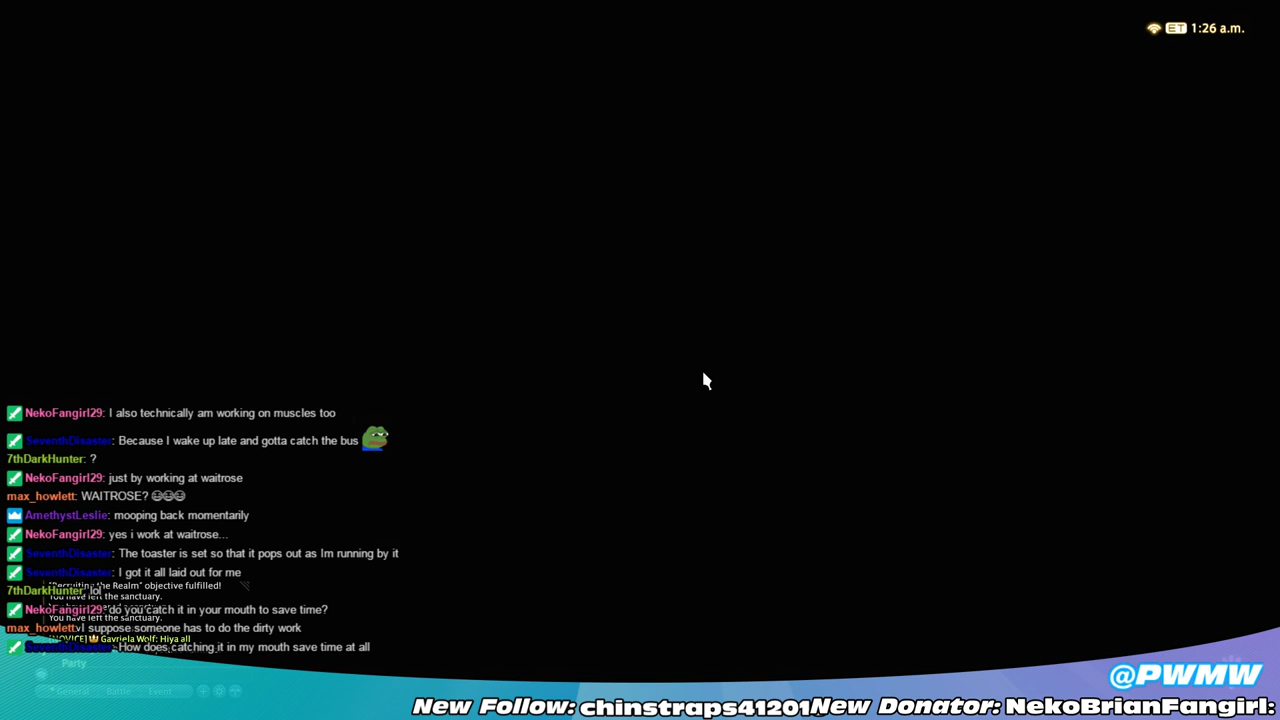 ET 1:26 a.m.
NekoFangirl29: I also technically am working on muscles too
SeventhDisaster: Because I wake up late and gotta catch the bus
7thDarkHunter: ?
NekoFangirl29: just by working at waitrose
max_howlett: WAITROSE? 😆😆😆
AmethystLeslie: mooping back momentarily
NekoFangirl29: yes i work at waitrose...
SeventhDisaster: The toaster is set so that it pops out as Im running by it
SeventhDisaster: I got it all laid out for me
"Recruiting the Realm" objective fulfilled!
7thDarkHunter: lol
You have left the sanctuary.
NekoFangirl29: do you catch it in your mouth to save time?
You have left the sanctuary.
max_howlett: I suppose someone has to do the dirty work
[NOVICE] Gavriela Wolf: Hiya all
SeventhDisaster: How does catching it in my mouth save time at all
Party
General Battle Event
@PWMW
New Follow: chinstraps41201 New Donator: NekoBrianFangirl: